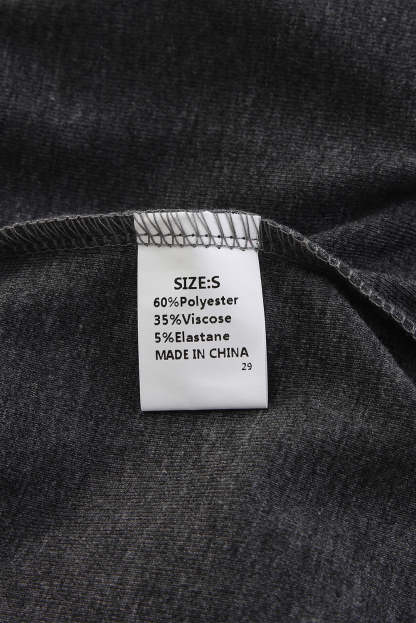 SIZE:S
60%Polyester
35%Viscose
5%Elastane
MADE IN CHINA
29